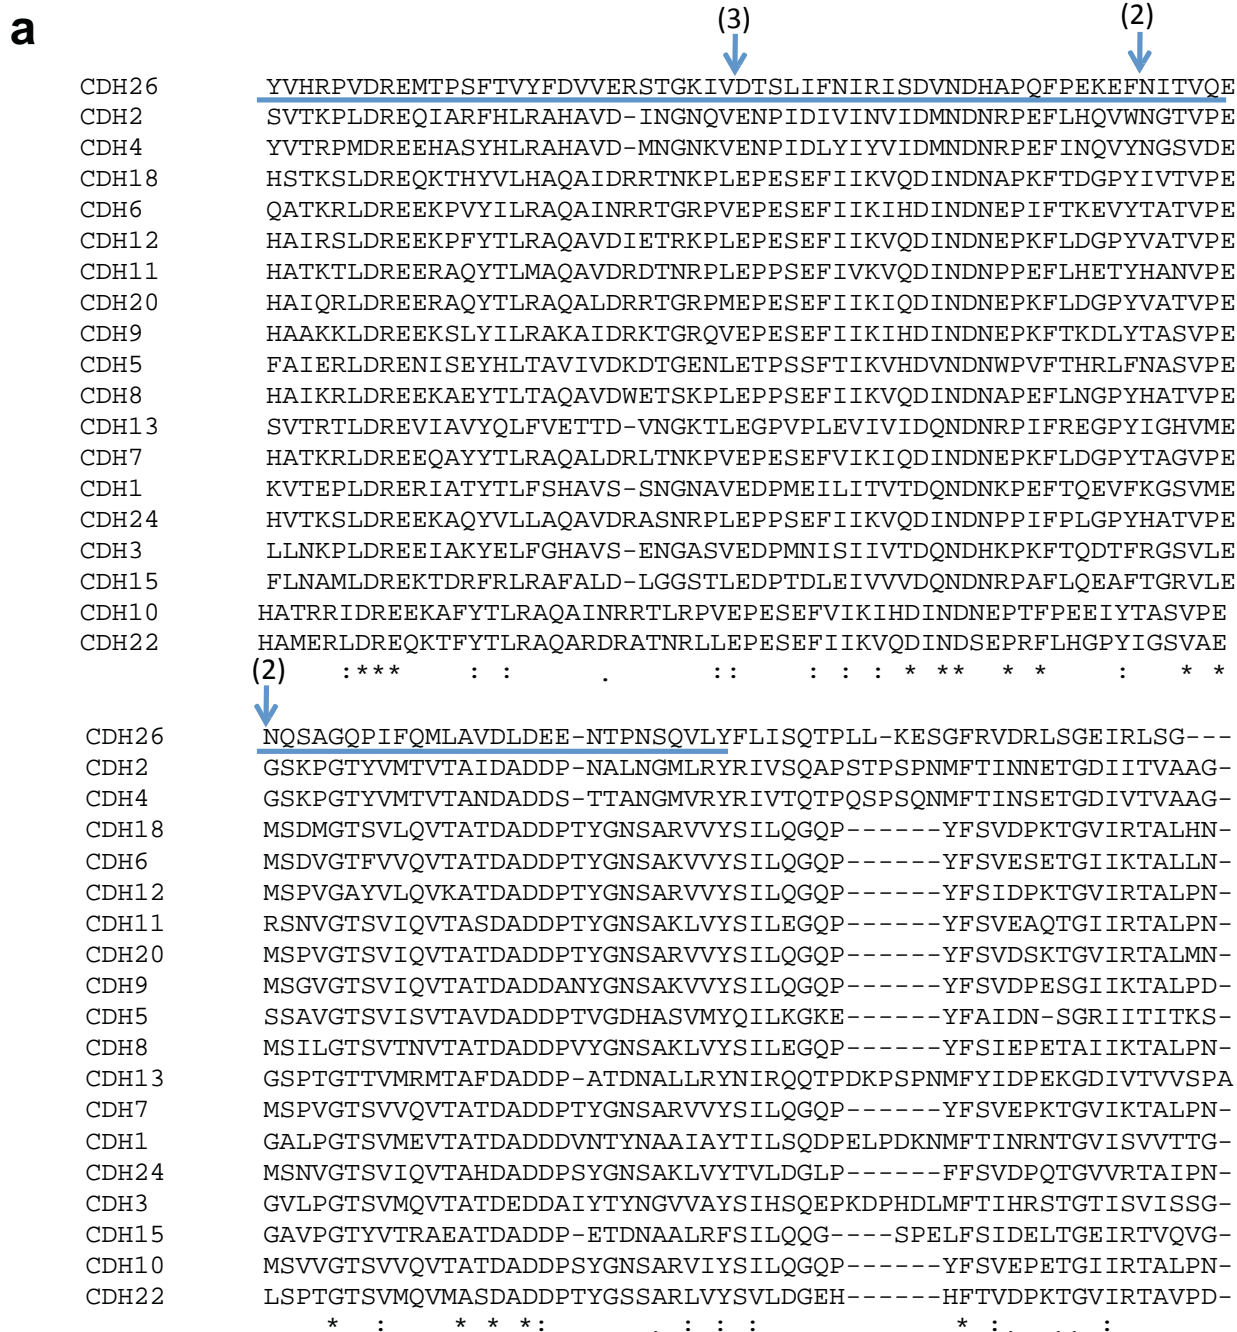 a
(3) (2)
CDH26 YVHRPVDREMTPSFTVYFDVVERSTGKIVDTSLIFNIRISDVNDHAPQFPEKEFNITVQE
CDH2 SVTKPLDREQIARFHLRAHAVD-INGNQVENPIDIVINVIDMNDNRPEFLHQVWNGTVPE
CDH4 YVTRPMDREEHASYHLRAHAVD-MNGNKVENPIDLYIYVIDMNDNRPEFINQVYNGSVDE
CDH18 HSTKSLDREQKTHYVLHAQAIDRRTNKPLEPESEFIIKVQDINDNAPKFTDGPYIVTVPE
CDH6 QATKRLDREEKPVYILRAQAINRRTGRPVEPESEFIIKIHDINDNEPIFTKEVYTATVPE
CDH12 HAIRSLDREEKPFYTLRAQAVDIETRKPLEPESEFIIKVQDINDNEPKFLDGPYVATVPE
CDH11 HATKTLDREERAQYTLMAQAVDRDTNRPLEPPSEFIVKVQDINDNPPEFLHETYHANVPE
CDH20 HAIQRLDREERAQYTLRAQALDRRTGRPMEPESEFIIKIQDINDNEPKFLDGPYVATVPE
CDH9 HAAKKLDREEKSLYILRAKAIDRKTGRQVEPESEFIIKIHDINDNEPKFTKDLYTASVPE
CDH5 FAIERLDRENISEYHLTAVIVDKDTGENLETPSSFTIKVHDVNDNWPVFTHRLFNASVPE
CDH8 HAIKRLDREEKAEYTLTAQAVDWETSKPLEPPSEFIIKVQDINDNAPEFLNGPYHATVPE
CDH13 SVTRTLDREVIAVYQLFVETTD-VNGKTLEGPVPLEVIVIDQNDNRPIFREGPYIGHVME
CDH7 HATKRLDREEQAYYTLRAQALDRLTNKPVEPESEFVIKIQDINDNEPKFLDGPYTAGVPE
CDH1 KVTEPLDRERIATYTLFSHAVS-SNGNAVEDPMEILITVTDQNDNKPEFTQEVFKGSVME
CDH24 HVTKSLDREEKAQYVLLAQAVDRASNRPLEPPSEFIIKVQDINDNPPIFPLGPYHATVPE
CDH3 LLNKPLDREEIAKYELFGHAVS-ENGASVEDPMNISIIVTDQNDHKPKFTQDTFRGSVLE
CDH15 FLNAMLDREKTDRFRLRAFALD-LGGSTLEDPTDLEIVVVDQNDNRPAFLQEAFTGRVLE
CDH10 HATRRIDREEKAFYTLRAQAINRRTLRPVEPESEFVIKIHDINDNEPTFPEEIYTASVPE
CDH22 HAMERLDREQKTFYTLRAQARDRATNRLLEPESEFIIKVQDINDSEPRFLHGPYIGSVAE
:*** : : . :: : : : * ** * * : * *
(2)
CDH26 NQSAGQPIFQMLAVDLDEE-NTPNSQVLYFLISQTPLL-KESGFRVDRLSGEIRLSG---
CDH2 GSKPGTYVMTVTAIDADDP-NALNGMLRYRIVSQAPSTPSPNMFTINNETGDIITVAAG-
CDH4 GSKPGTYVMTVTANDADDS-TTANGMVRYRIVTQTPQSPSQNMFTINSETGDIVTVAAG-
CDH18 MSDMGTSVLQVTATDADDPTYGNSARVVYSILQGQP------YFSVDPKTGVIRTALHN-
CDH6 MSDVGTFVVQVTATDADDPTYGNSAKVVYSILQGQP------YFSVESETGIIKTALLN-
CDH12 MSPVGAYVLQVKATDADDPTYGNSARVVYSILQGQP------YFSIDPKTGVIRTALPN-
CDH11 RSNVGTSVIQVTASDADDPTYGNSAKLVYSILEGQP------YFSVEAQTGIIRTALPN-
CDH20 MSPVGTSVIQVTATDADDPTYGNSARVVYSILQGQP------YFSVDSKTGVIRTALMN-
CDH9 MSGVGTSVIQVTATDADDANYGNSAKVVYSILQGQP------YFSVDPESGIIKTALPD-
CDH5 SSAVGTSVISVTAVDADDPTVGDHASVMYQILKGKE------YFAIDN-SGRIITITKS-
CDH8 MSILGTSVTNVTATDADDPVYGNSAKLVYSILEGQP------YFSIEPETAIIKTALPN-
CDH13 GSPTGTTVMRMTAFDADDP-ATDNALLRYNIRQQTPDKPSPNMFYIDPEKGDIVTVVSPA
CDH7 MSPVGTSVVQVTATDADDPTYGNSARVVYSILQGQP------YFSVEPKTGVIKTALPN-
CDH1 GALPGTSVMEVTATDADDDVNTYNAAIAYTILSQDPELPDKNMFTINRNTGVISVVTTG-
CDH24 MSNVGTSVIQVTAHDADDPSYGNSAKLVYTVLDGLP------FFSVDPQTGVVRTAIPN-
CDH3 GVLPGTSVMQVTATDEDDAIYTYNGVVAYSIHSQEPKDPHDLMFTIHRSTGTISVISSG-
CDH15 GAVPGTYVTRAEATDADDP-ETDNAALRFSILQQG----SPELFSIDELTGEIRTVQVG-
CDH10 MSVVGTSVVQVTATDADDPSYGNSARVIYSILQGQP------YFSVEPETGIIRTALPN-
CDH22 LSPTGTSVMQVMASDADDPTYGSSARLVYSVLDGEH------HFTVDPKTGVIRTAVPD-
* : * * *: . : : : * :. .. :